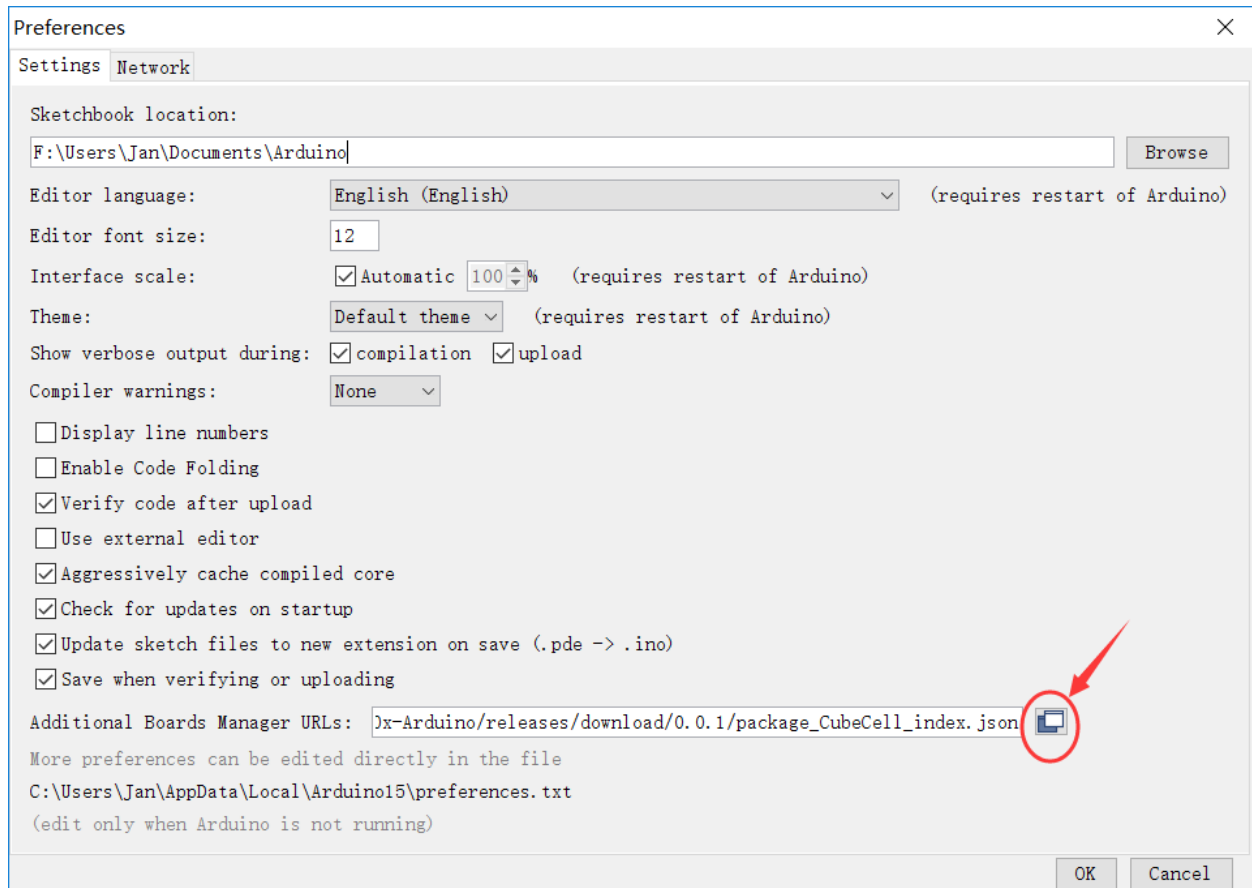 Preferences
Settings Network
Sketchbook location:
F:\Users\Jan\Documents\Arduino Browse
Editor language: English (English) (requires restart of Arduino)
Editor font size: 12
Interface scale: Automatic 100 % (requires restart of Arduino)
Theme: Default theme (requires restart of Arduino)
Show verbose output during: compilation upload
Compiler warnings: None
Display line numbers
Enable Code Folding
Verify code after upload
Use external editor
Aggressively cache compiled core
Check for updates on startup
Update sketch files to new extension on save (.pde -> .ino)
Save when verifying or uploading
Additional Boards Manager URLs: x-Arduino/releases/download/0.0.1/package_CubeCell_index.json
More preferences can be edited directly in the file
C:\Users\Jan\AppData\Local\Arduino15\preferences.txt
(edit only when Arduino is not running)
OK Cancel